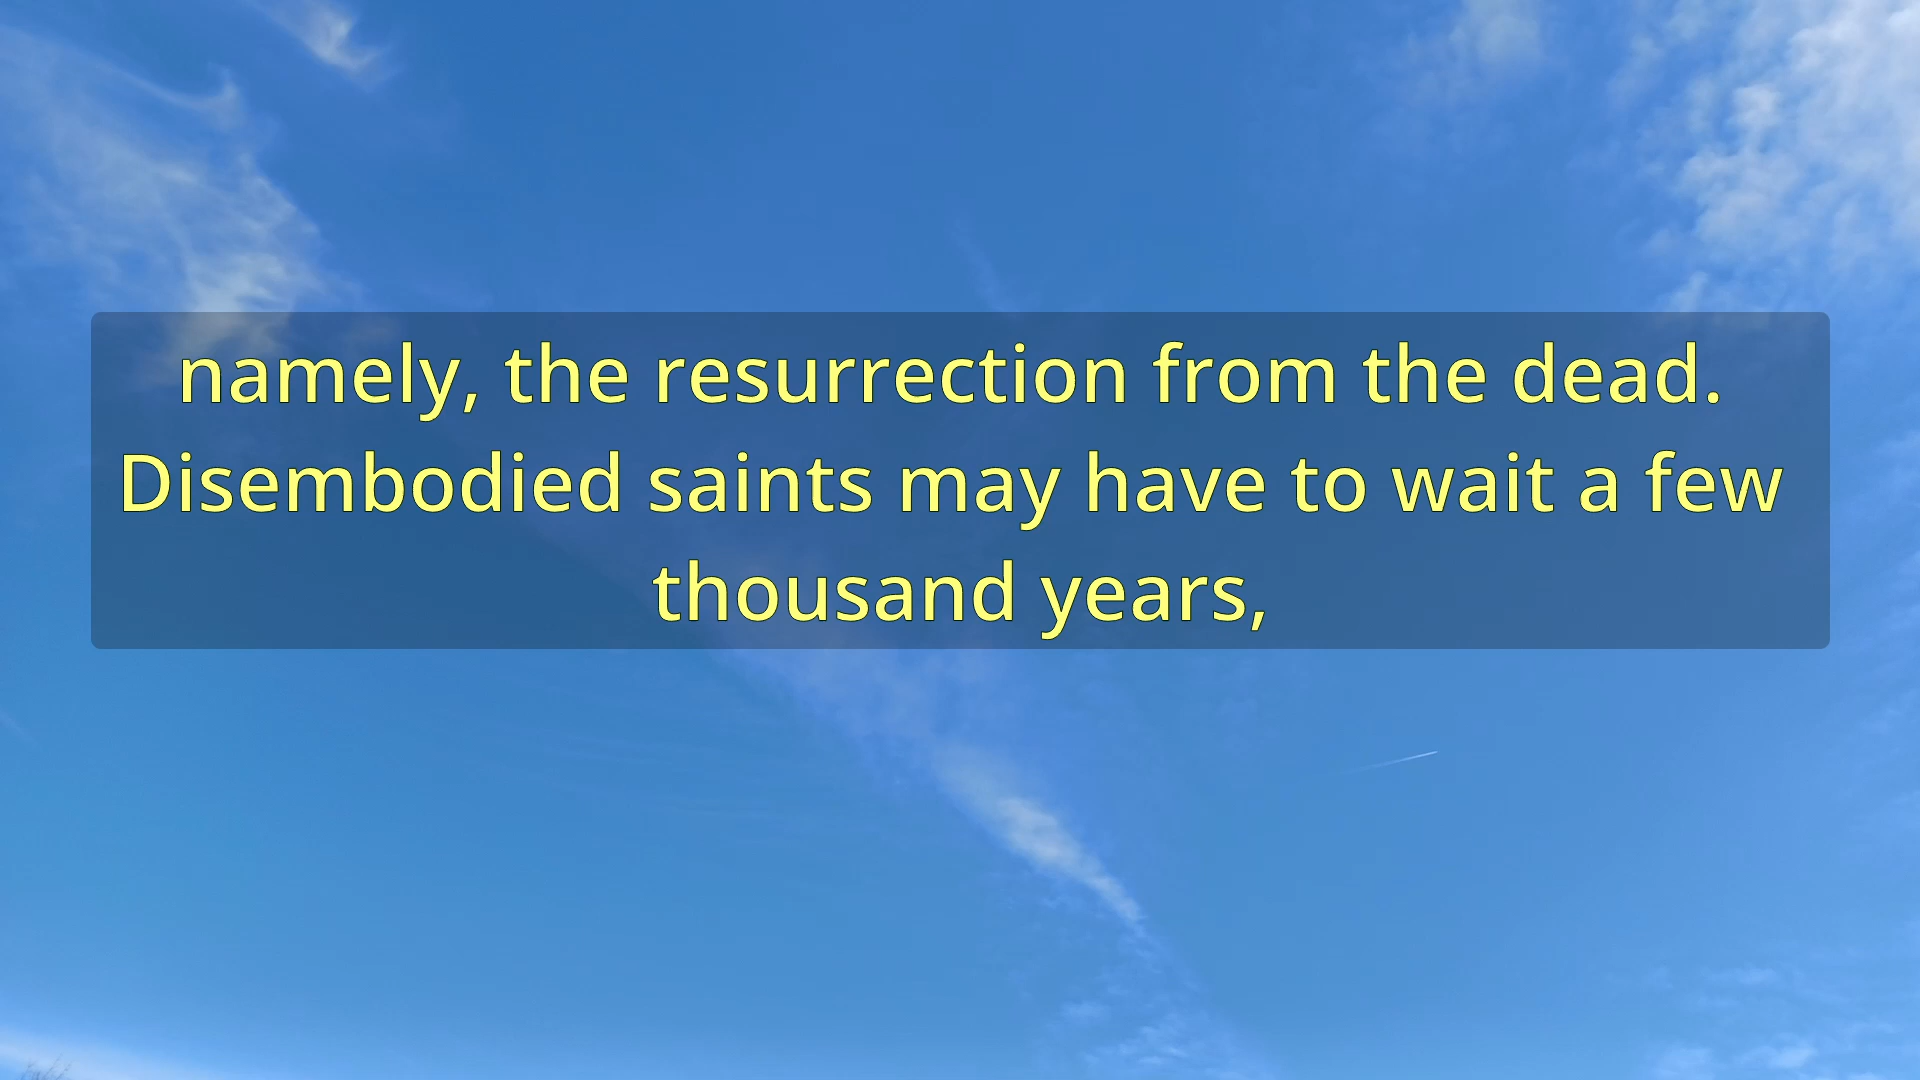 namely, the resurrection from the dead.
Disembodied saints may have to wait a few
thousand years,